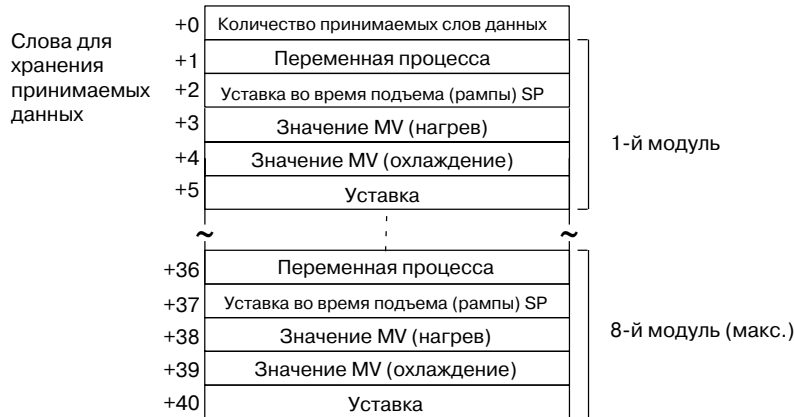 Слова для
хранения
принимаемых
данных
+0 Количество принимаемых слов данных
+1 Переменная процесса
+2 Уставка во время подъема (рампы) SP
+3 Значение MV (нагрев)
+4 Значение MV (охлаждение)
+5 Уставка
1-й модуль
~ ~
+36 Переменная процесса
+37 Уставка во время подъема (рампы) SP
+38 Значение MV (нагрев)
+39 Значение MV (охлаждение)
+40 Уставка
8-й модуль (макс.)